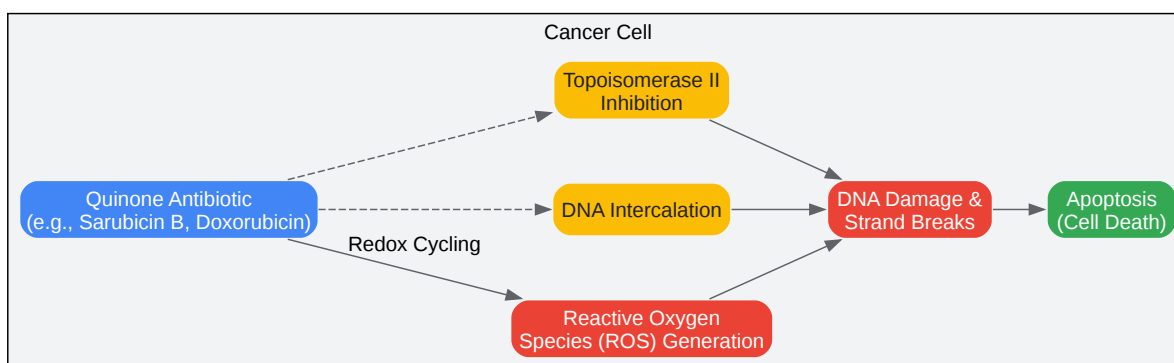 Cancer Cell
Topoisomerase II
Inhibition
Quinone Antibiotic
(e.g., Sarubicin B, Doxorubicin)
DNA Intercalation
DNA Damage &
Strand Breaks
Apoptosis
(Cell Death)
Redox Cycling
Reactive Oxygen
Species (ROS) Generation